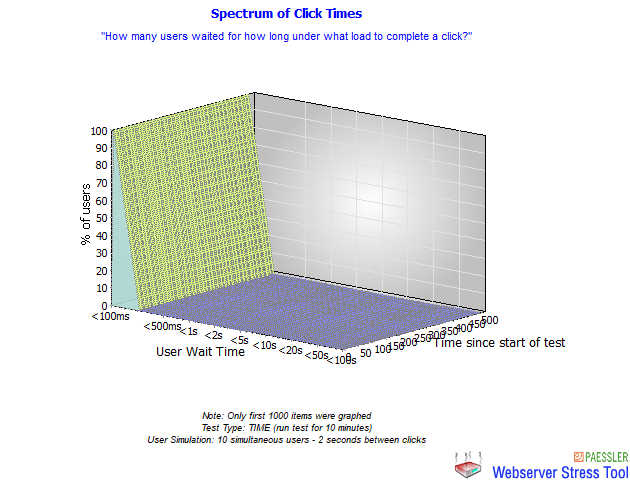 Spectrum of Click Times
"How many users waited for how long under what load to complete a click?"
% of users
100
90
80
70
60
50
40
30
20
10
0
<100ms
<500ms
<1s
<2s
<5s
<10s
<20s
<50s
<100s
User Wait Time
0
50
100
150
200
250
300
350
400
450
500
Time since start of test
Note: Only first 1000 items were graphed
Test Type: TIME (run test for 10 minutes)
User Simulation: 10 simultaneous users - 2 seconds between clicks
PAESSLER
Webserver Stress Tool